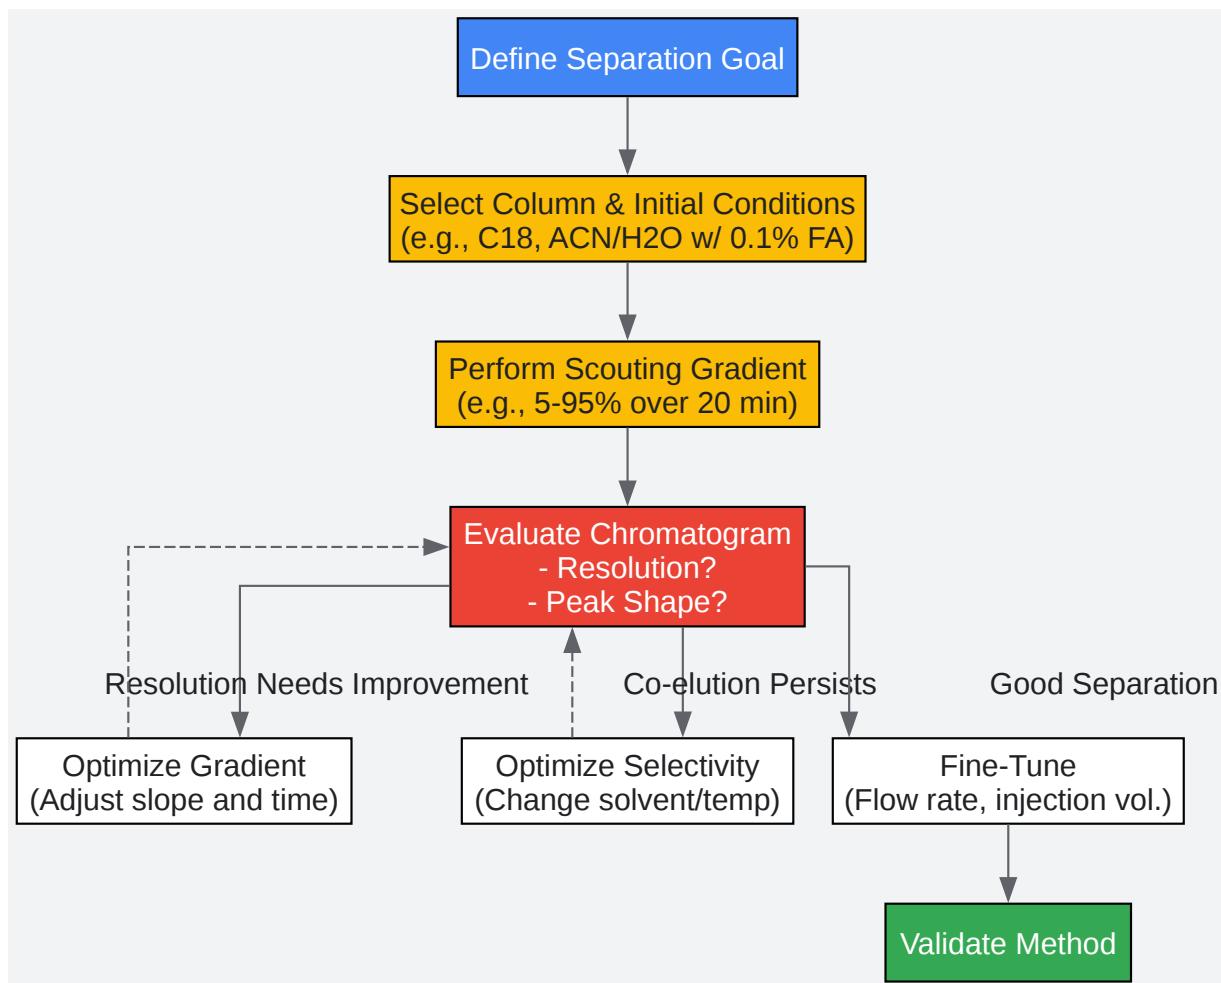 Define Separation Goal
Select Column & Initial Conditions
(e.g., C18, ACN/H2O w/ 0.1% FA)
Perform Scouting Gradient
(e.g., 5-95% over 20 min)
Evaluate Chromatogram
- Resolution?
- Peak Shape?
Resolution Needs Improvement
Co-elution Persists
Good Separation
Optimize Gradient
(Adjust slope and time)
Optimize Selectivity
(Change solvent/temp)
Fine-Tune
(Flow rate, injection vol.)
Validate Method